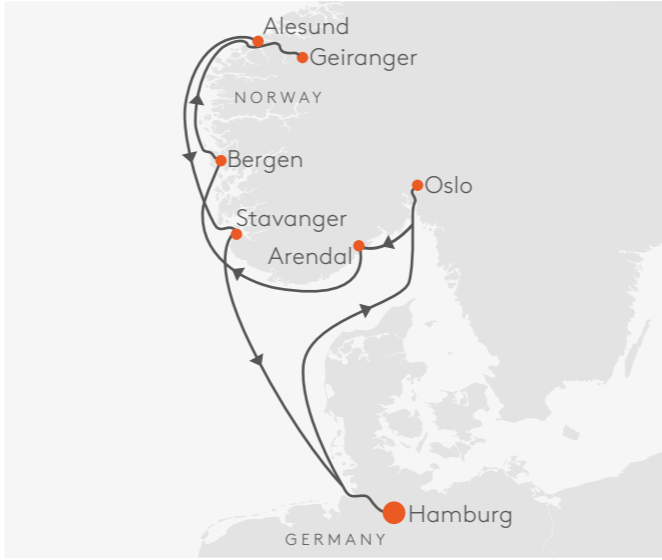 Alesund
Geiranger
NORWAY
Bergen
Oslo
Stavanger
Arendal
Hamburg
GERMANY